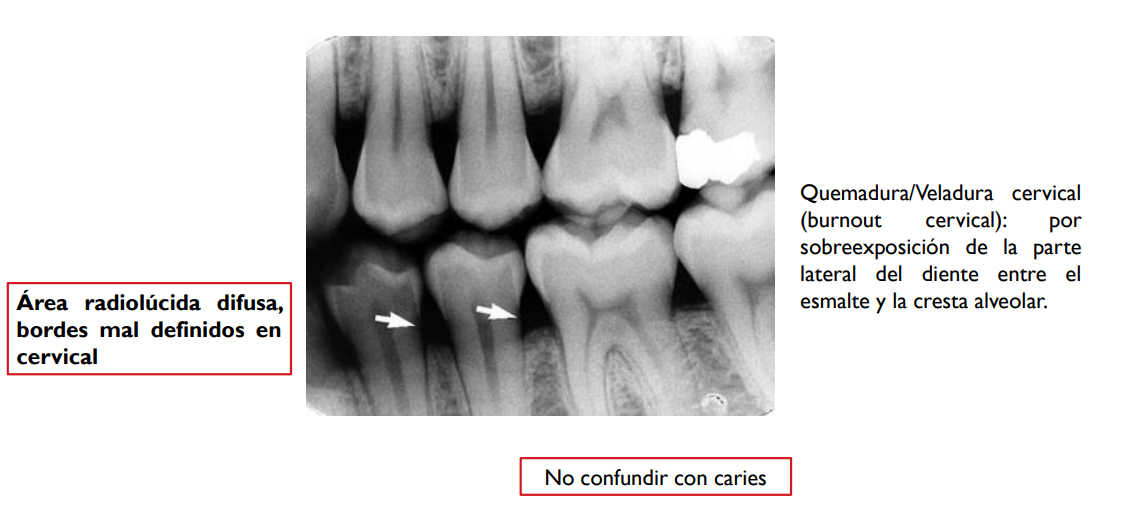 Área radiolúcida difusa,
bordes mal definidos en
cervical
Quemadura/Veladura cervical
(burnout cervical): por
sobreexposición de la parte
lateral del diente entre el
esmalte y la cresta alveolar.
No confundir con caries